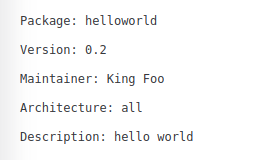 Package: helloworld
Version: 0.2
Maintainer: King Foo
Architecture: all
Description: hello world